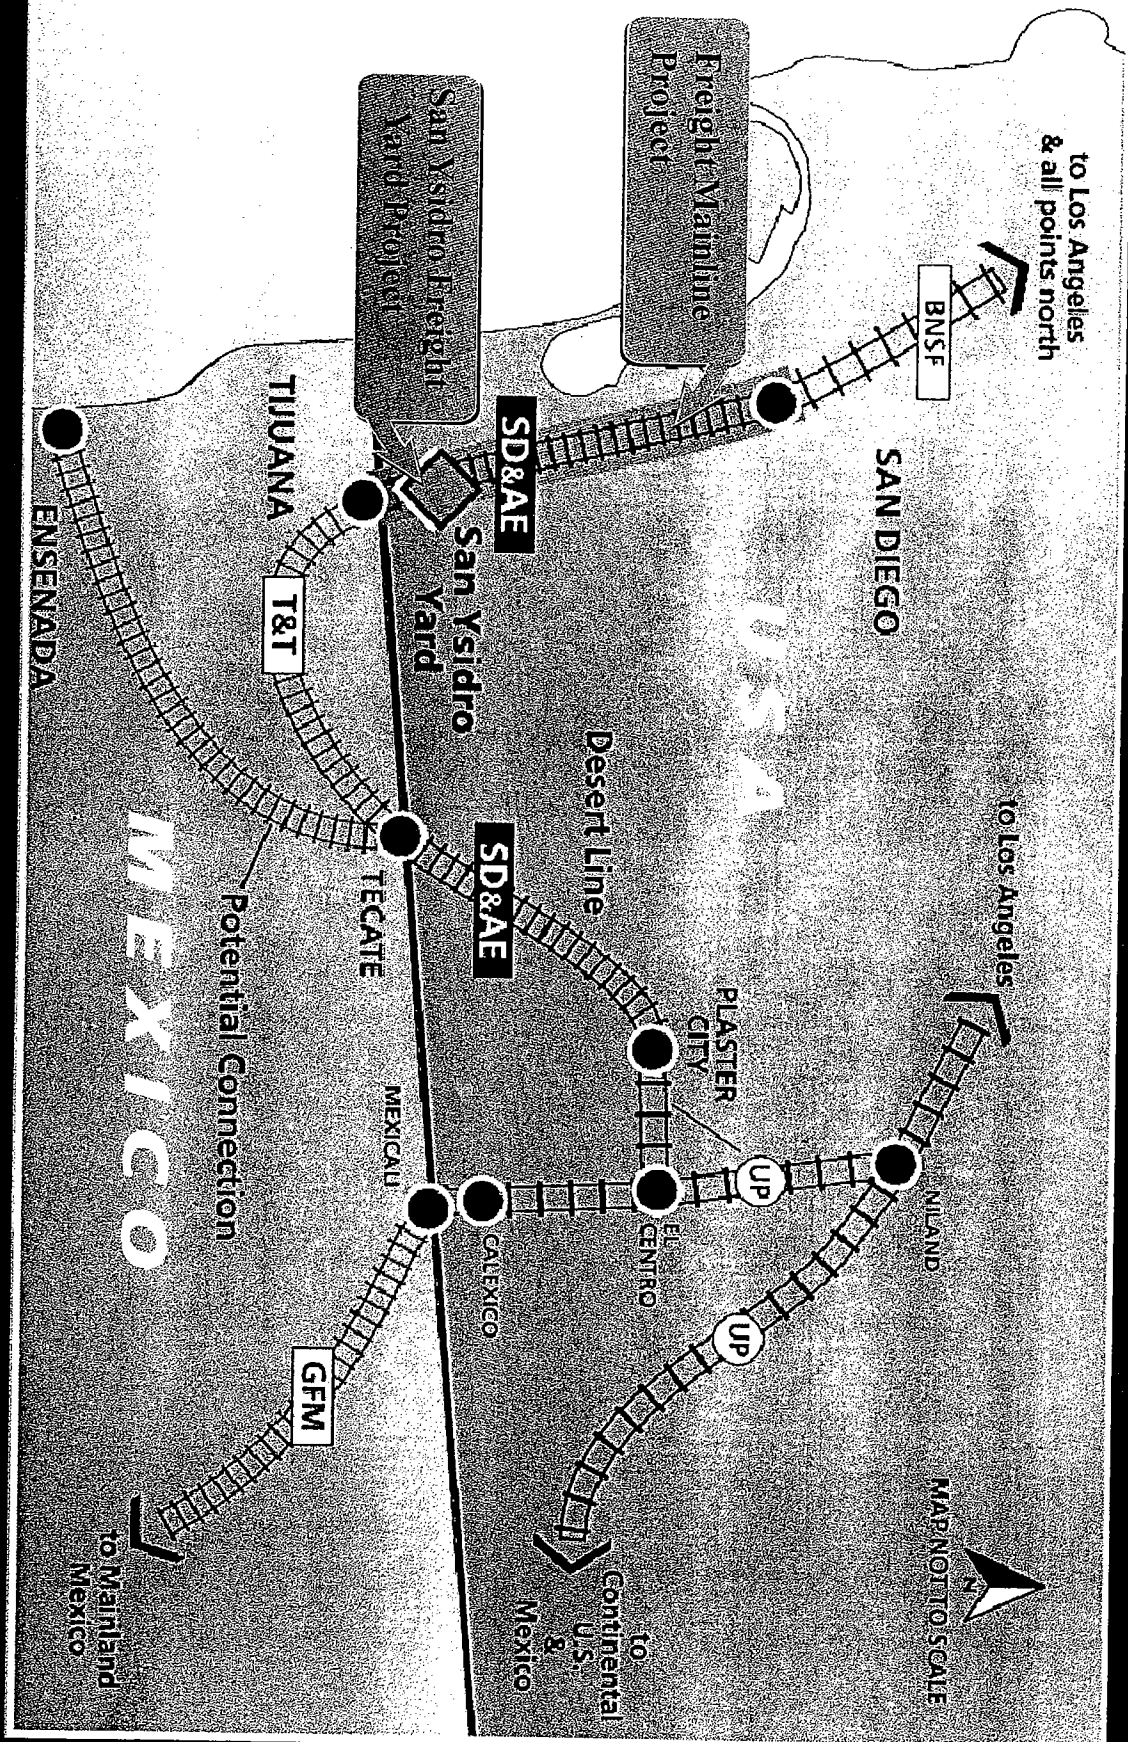 to Los Angeles
& all points north
BNSF
SAN DIEGO
to Los Angeles
NILAND
MAP NOT TO SCALE
N
Freight Mainline
Project
USA
PLASTER
CITY
UP
UP
EL
CENTRO
Desert Line
to
Continental
U.S.
&
Mexico
SD&AE
San Ysidro
Yard
SD&AE
CALEXICO
San Ysidro Freight
Yard Project
TIJUANA
T&T
TECATE
MEXICALI
GFM
Potential Connection
MEXICO
ENSENADA
to Mainland
Mexico